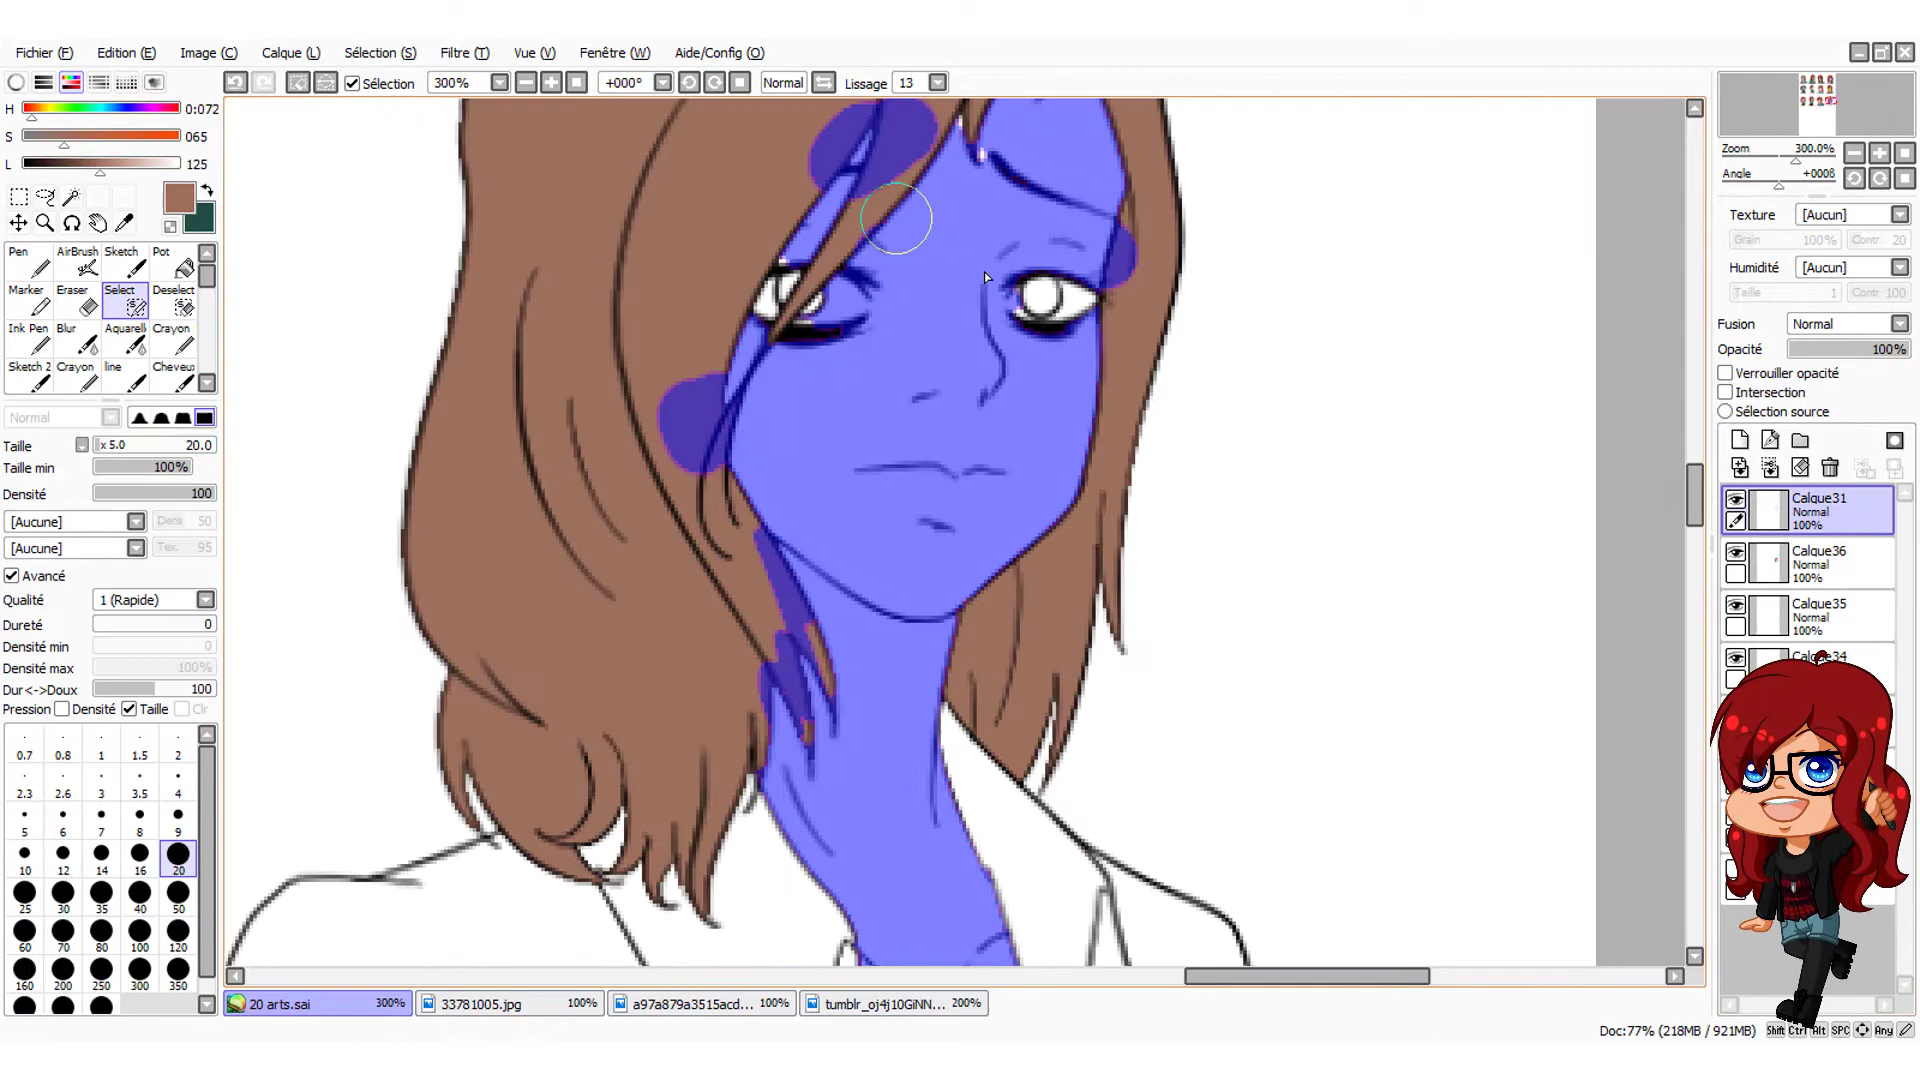 Fichier (F) Edition (E) Image (C) Calque (L) Sélection (S) Filtre (T) Vue (V) Fenêtre (W) Aide/Config (O)
Sélection 300% +000° Normal Lissage 13
H 0:072
S 065
L 125
Zoom 300.0%
Angle +000ß
Pen AirBrush Sketch Pot
Marker Eraser Select Deselect
Ink Pen Blur Aquarell Crayon
Sketch 2 Crayon line Cheveu
Normal
Taille x 5.0 20.0
Taille min 100%
Densité 100
[Aucune] Dens 50
[Aucune] Tex. 95
Avancé
Qualité 1 (Rapide)
Dureté 0
Densité min 0
Densité max 100%
Dur<->Doux 100
Pression Densité Taille Clr
0.7 0.8 1 1.5 2
2.3 2.6 3 3.5 4
5 6 7 8 9
10 12 14 16 20
25 30 35 40 50
60 70 80 100 120
160 200 250 300 350
Texture [Aucun]
Grain 100% Contr 20
Humidité [Aucun]
Taille 1 Contr 100
Fusion Normal
Opacité 100%
Verrouiller opacité
Intersection
Sélection source
Calque31
Normal
100%
Calque36
Normal
100%
Calque35
Normal
100%
Calque34
20 arts.sai 300% 33781005.jpg 100% a97a879a3515acd... 100% tumblr_oj4j10GiNN... 200%
Doc:77% (218MB / 921MB) Shift Ctrl Alt SPC Any